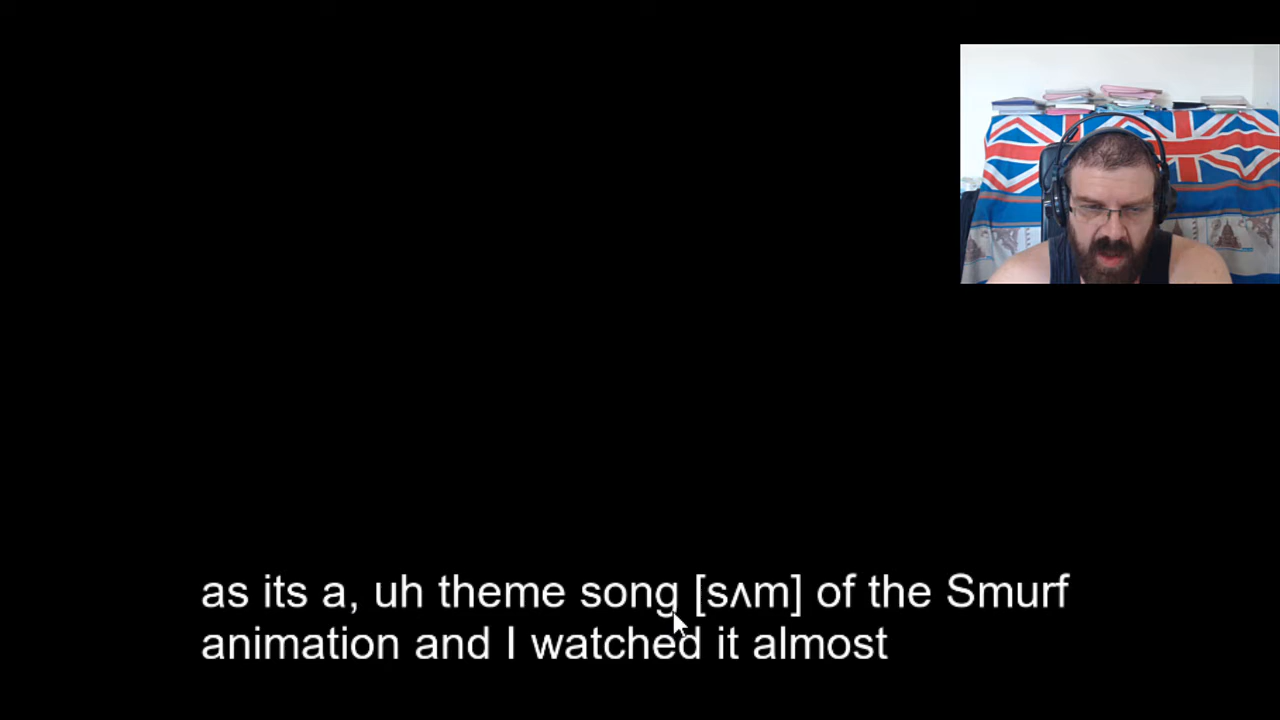 as its a, uh theme song [sʌm] of the Smurf
animation and I watched it almost